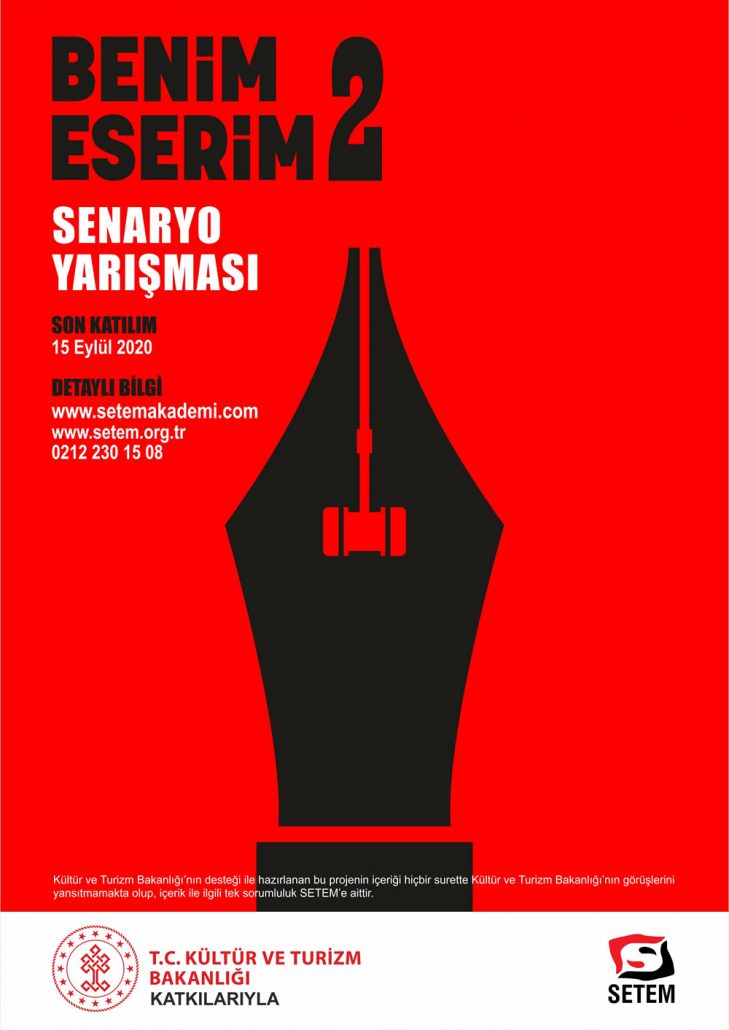 BENiM
ESERiM 2
SENARYO
YARIŞMASI
SON KATILIM
15 Eylül 2020
DETAYLI BİLGİ
www.setemakademi.com
www.setem.org.tr
0212 230 15 08
Kültür ve Turizm Bakanlığı’nın desteği ile hazırlanan bu projenin içeriği hiçbir surette Kültür ve Turizm Bakanlığı’nın görüşlerini
yansıtmamakta olup, içerik ile ilgili tek sorumluluk SETEM’e aittir.
T.C. KÜLTÜR VE TURİZM
BAKANLIĞI
KATKILARIYLA
SETEM